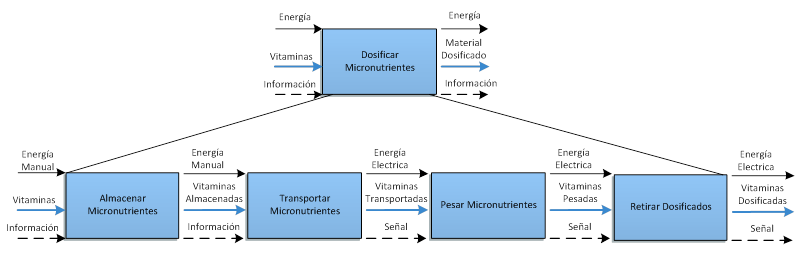 Energía
Vitaminas
Información
Dosificar
Micronutrientes
Energía
Material
Dosificado
Información
Energía
Manual
Vitaminas
Información
Almacenar
Micronutrientes
Energía
Manual
Vitaminas
Almacenadas
Información
Transportar
Micronutrientes
Energía
Electrica
Vitaminas
Transportadas
Señal
Pesar Micronutrientes
Energía
Electrica
Vitaminas
Pesadas
Señal
Retirar Dosificados
Energía
Electrica
Vitaminas
Dosificadas
Señal